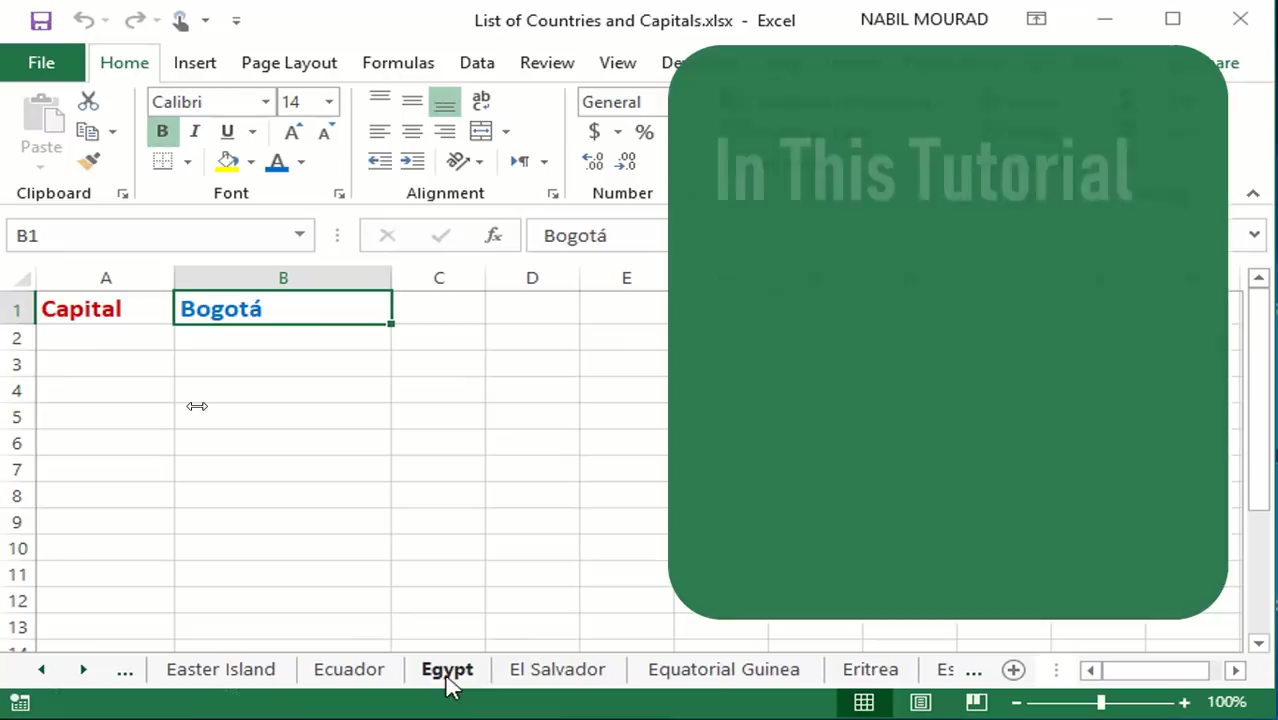 List of Countries and Capitals.xlsx - Excel
NABIL MOURAD
File Home Insert Page Layout Formulas Data Review View
Calibri 14 ab General
Paste B I U A A $ %
A
Clipboard Font Alignment Number
B1 fx Bogotá
In This Tutorial
A B C D E
1 Capital Bogotá
2
3
4
5
6
7
8
9
10
11
12
13
... Easter Island Ecuador Egypt El Salvador Equatorial Guinea Eritrea Es ...
100%